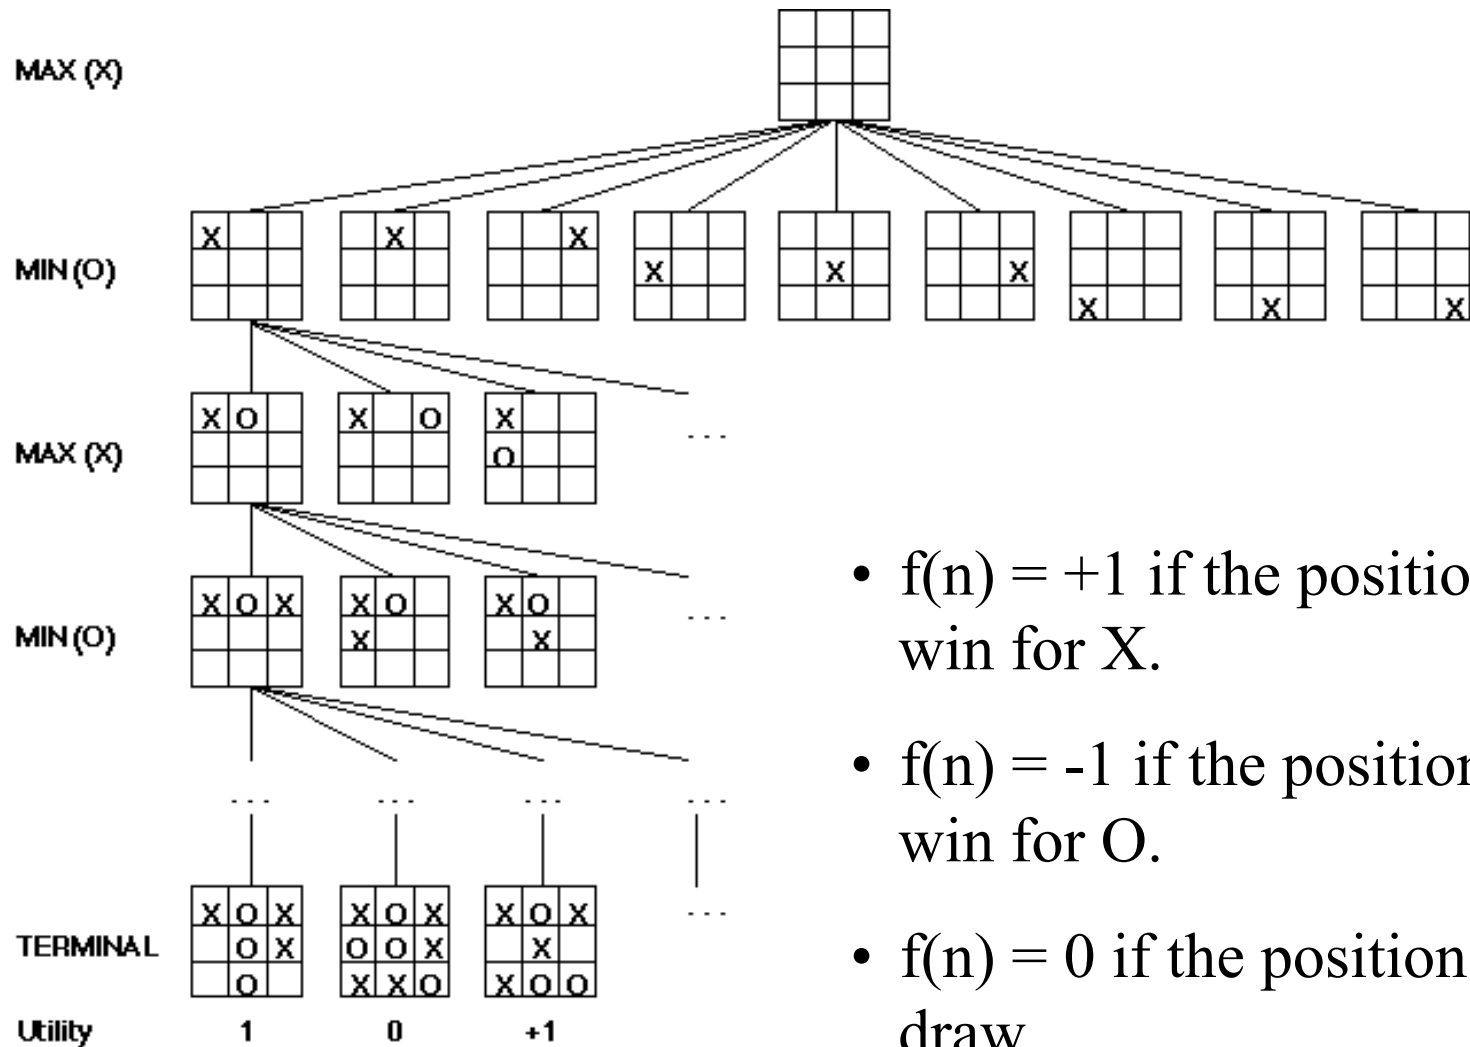 MAX (X)
X X X X X X X X X
MIN (O)
X O X O X
O
. . .
MAX (X)
X O X X O X O
X X
. . .
MIN (O)
. . . . . . . . . . . .
X O X X O X X O X
O X O O X X
O X X O X O O
. . .
TERMINAL
Utility 1 0 +1
• f(n) = +1 if the positio
win for X.
• f(n) = -1 if the position
win for O.
• f(n) = 0 if the position
draw